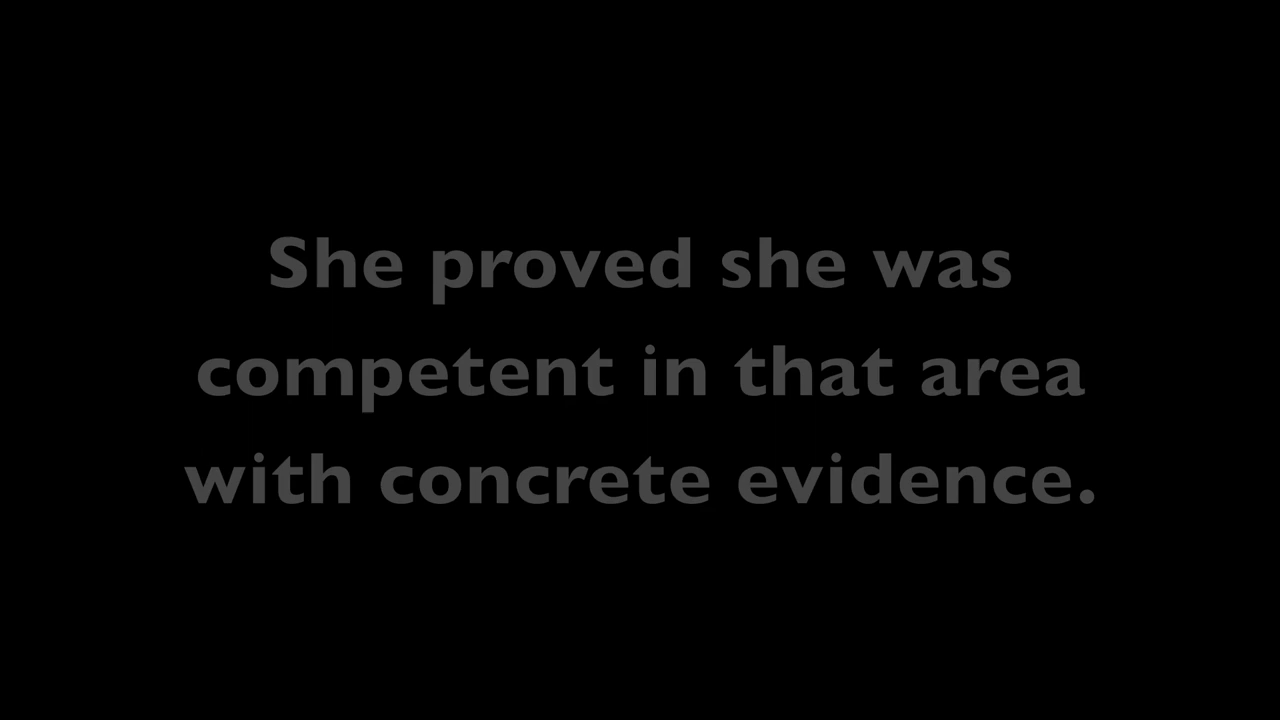 She proved she was
competent in that area
with concrete evidence.